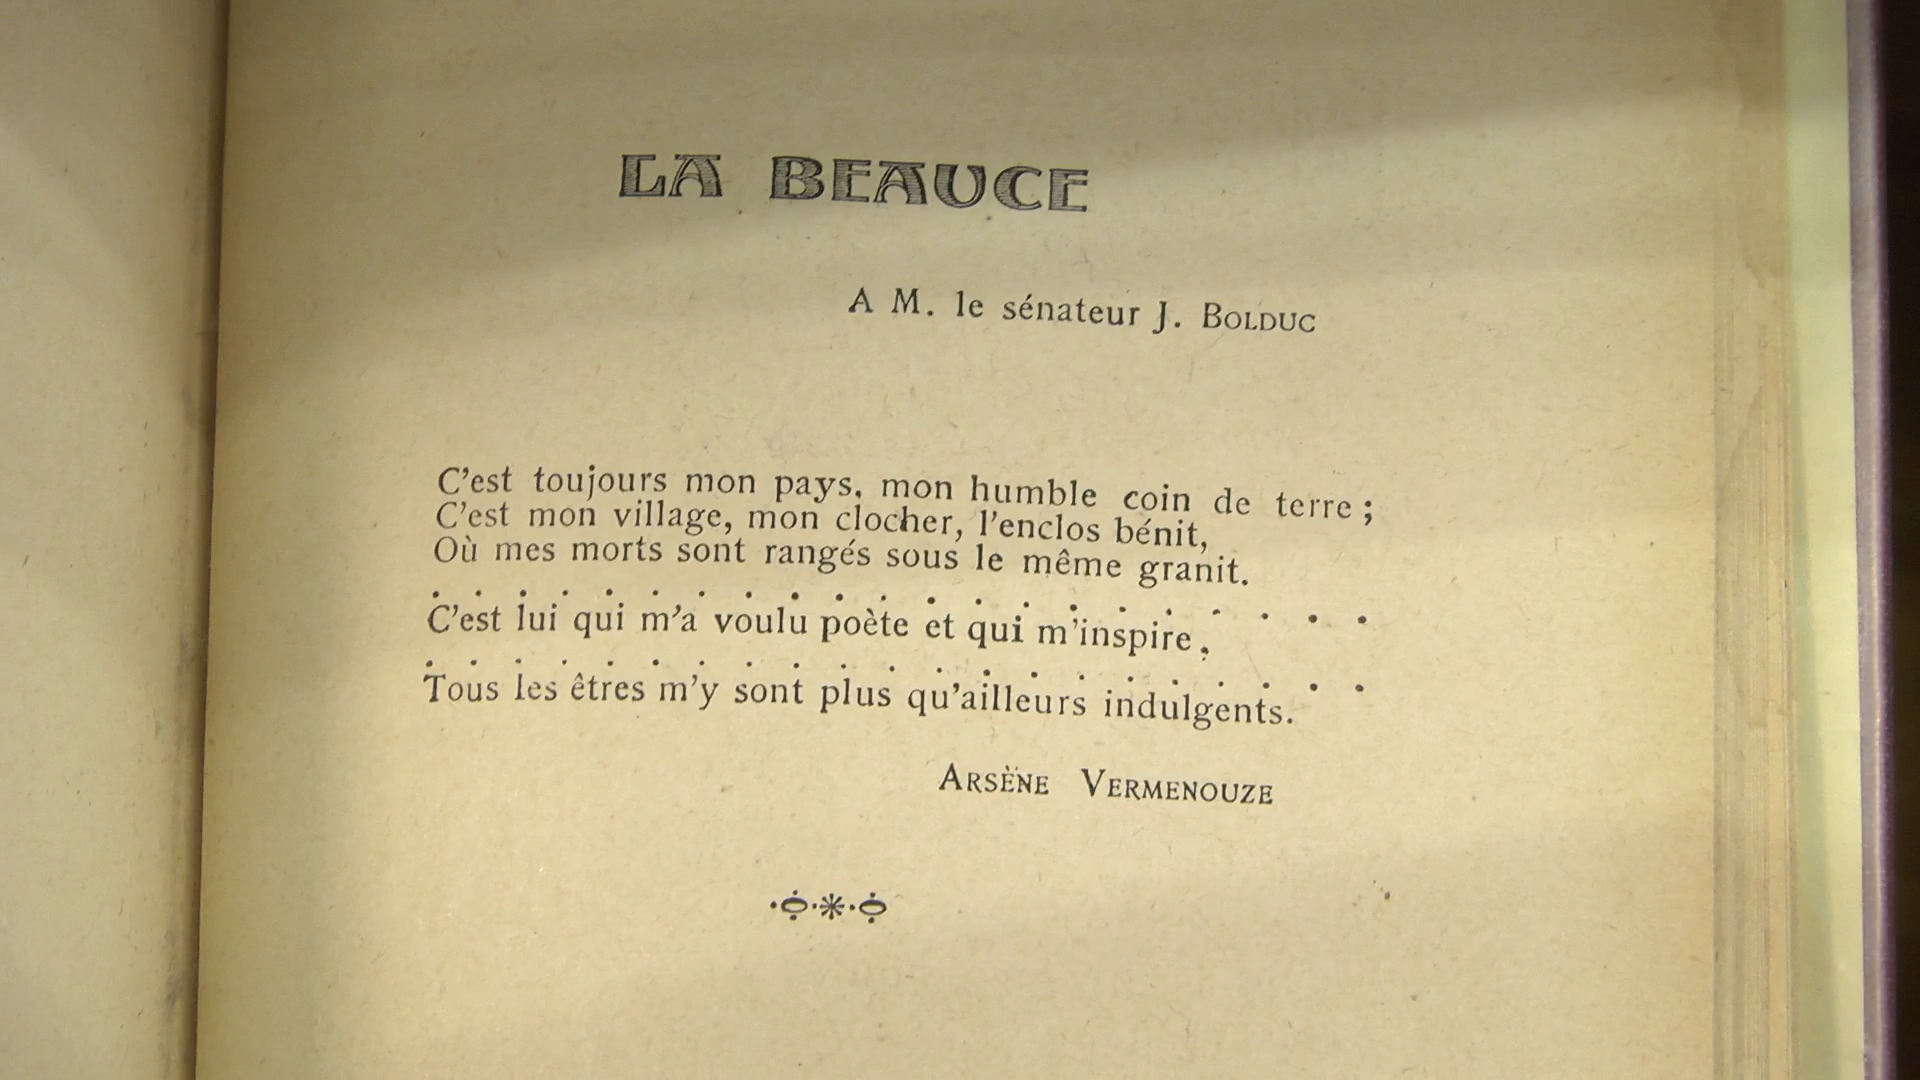 LA BEAUCE
A M. le sénateur J. BOLDUC
C'est toujours mon pays, mon humble coin de terre ;
C'est mon village, mon clocher, l'enclos bénit,
Où mes morts sont rangés sous le même granit.
. . . . . . . . . . . . . . . . . . . . .
C'est lui qui m'a voulu poète et qui m'inspire,
. . . . . . . . . . . . . . . . . . . . .
Tous les êtres m'y sont plus qu'ailleurs indulgents.
ARSÈNE VERMENOUZE